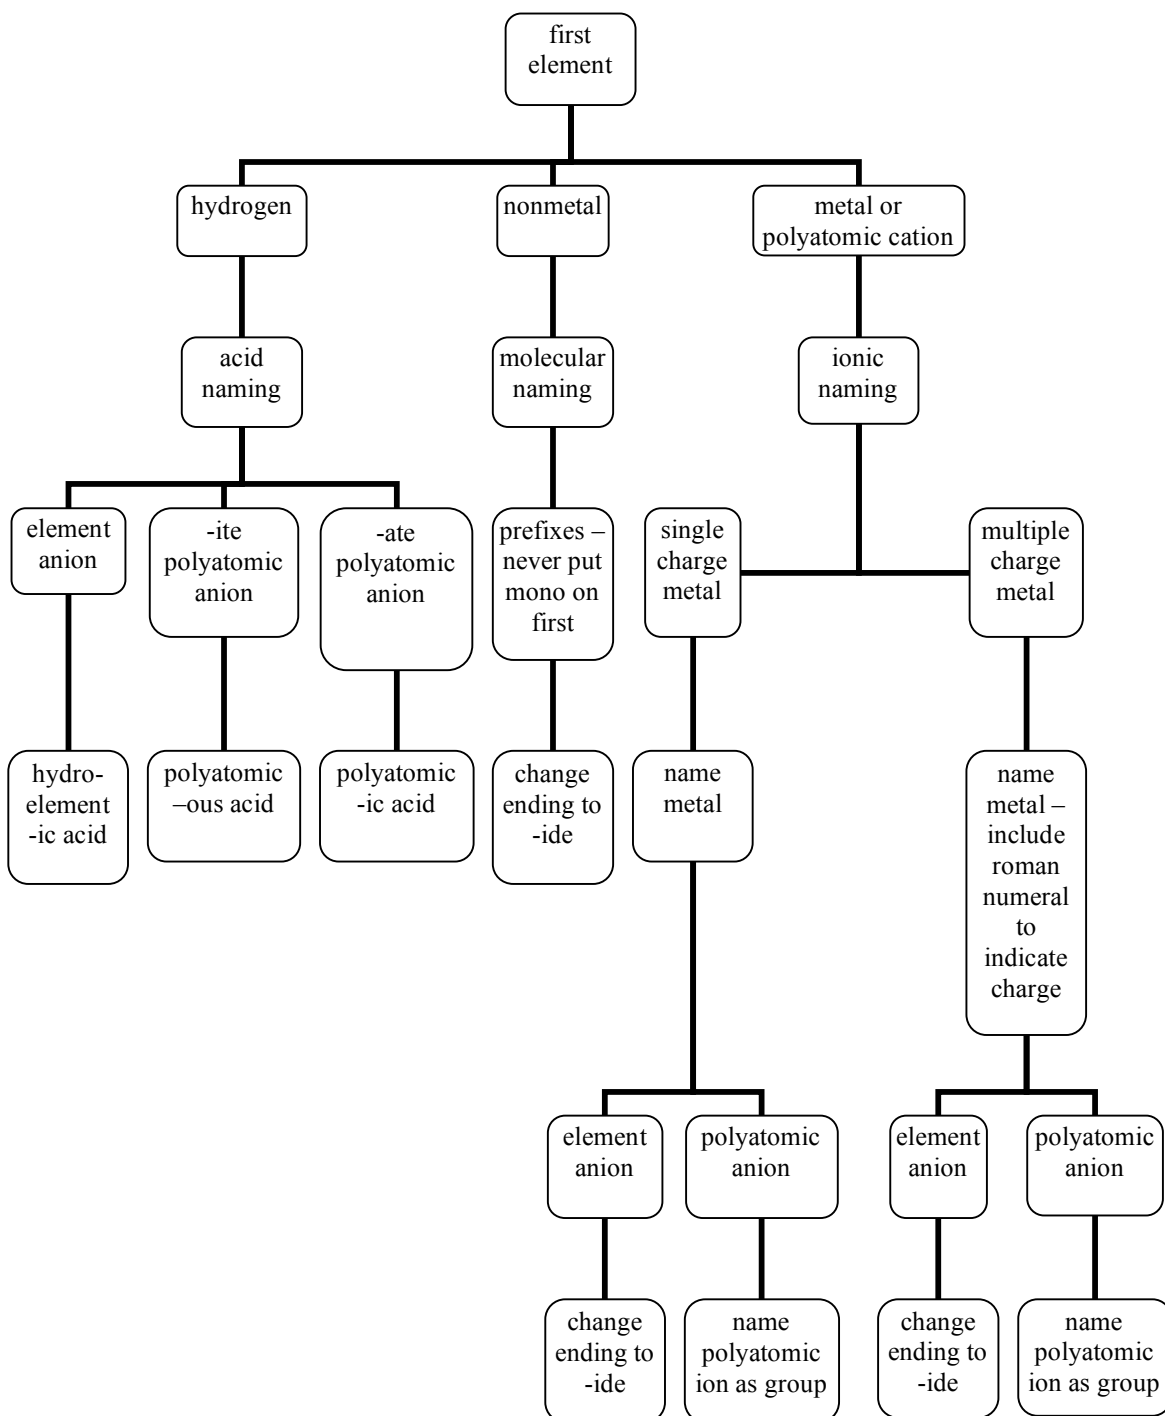 first
element
hydrogen
nonmetal
metal or
polyatomic cation
acid
naming
molecular
naming
ionic
naming
element
anion
-ite
polyatomic
anion
-ate
polyatomic
anion
prefixes –
never put
mono on
first
single
charge
metal
multiple
charge
metal
hydro-
element
-ic acid
polyatomic
–ous acid
polyatomic
-ic acid
change
ending to
-ide
name
metal
name
metal –
include
roman
numeral
to
indicate
charge
element
anion
polyatomic
anion
element
anion
polyatomic
anion
change
ending to
-ide
name
polyatomic
ion as group
change
ending to
-ide
name
polyatomic
ion as group